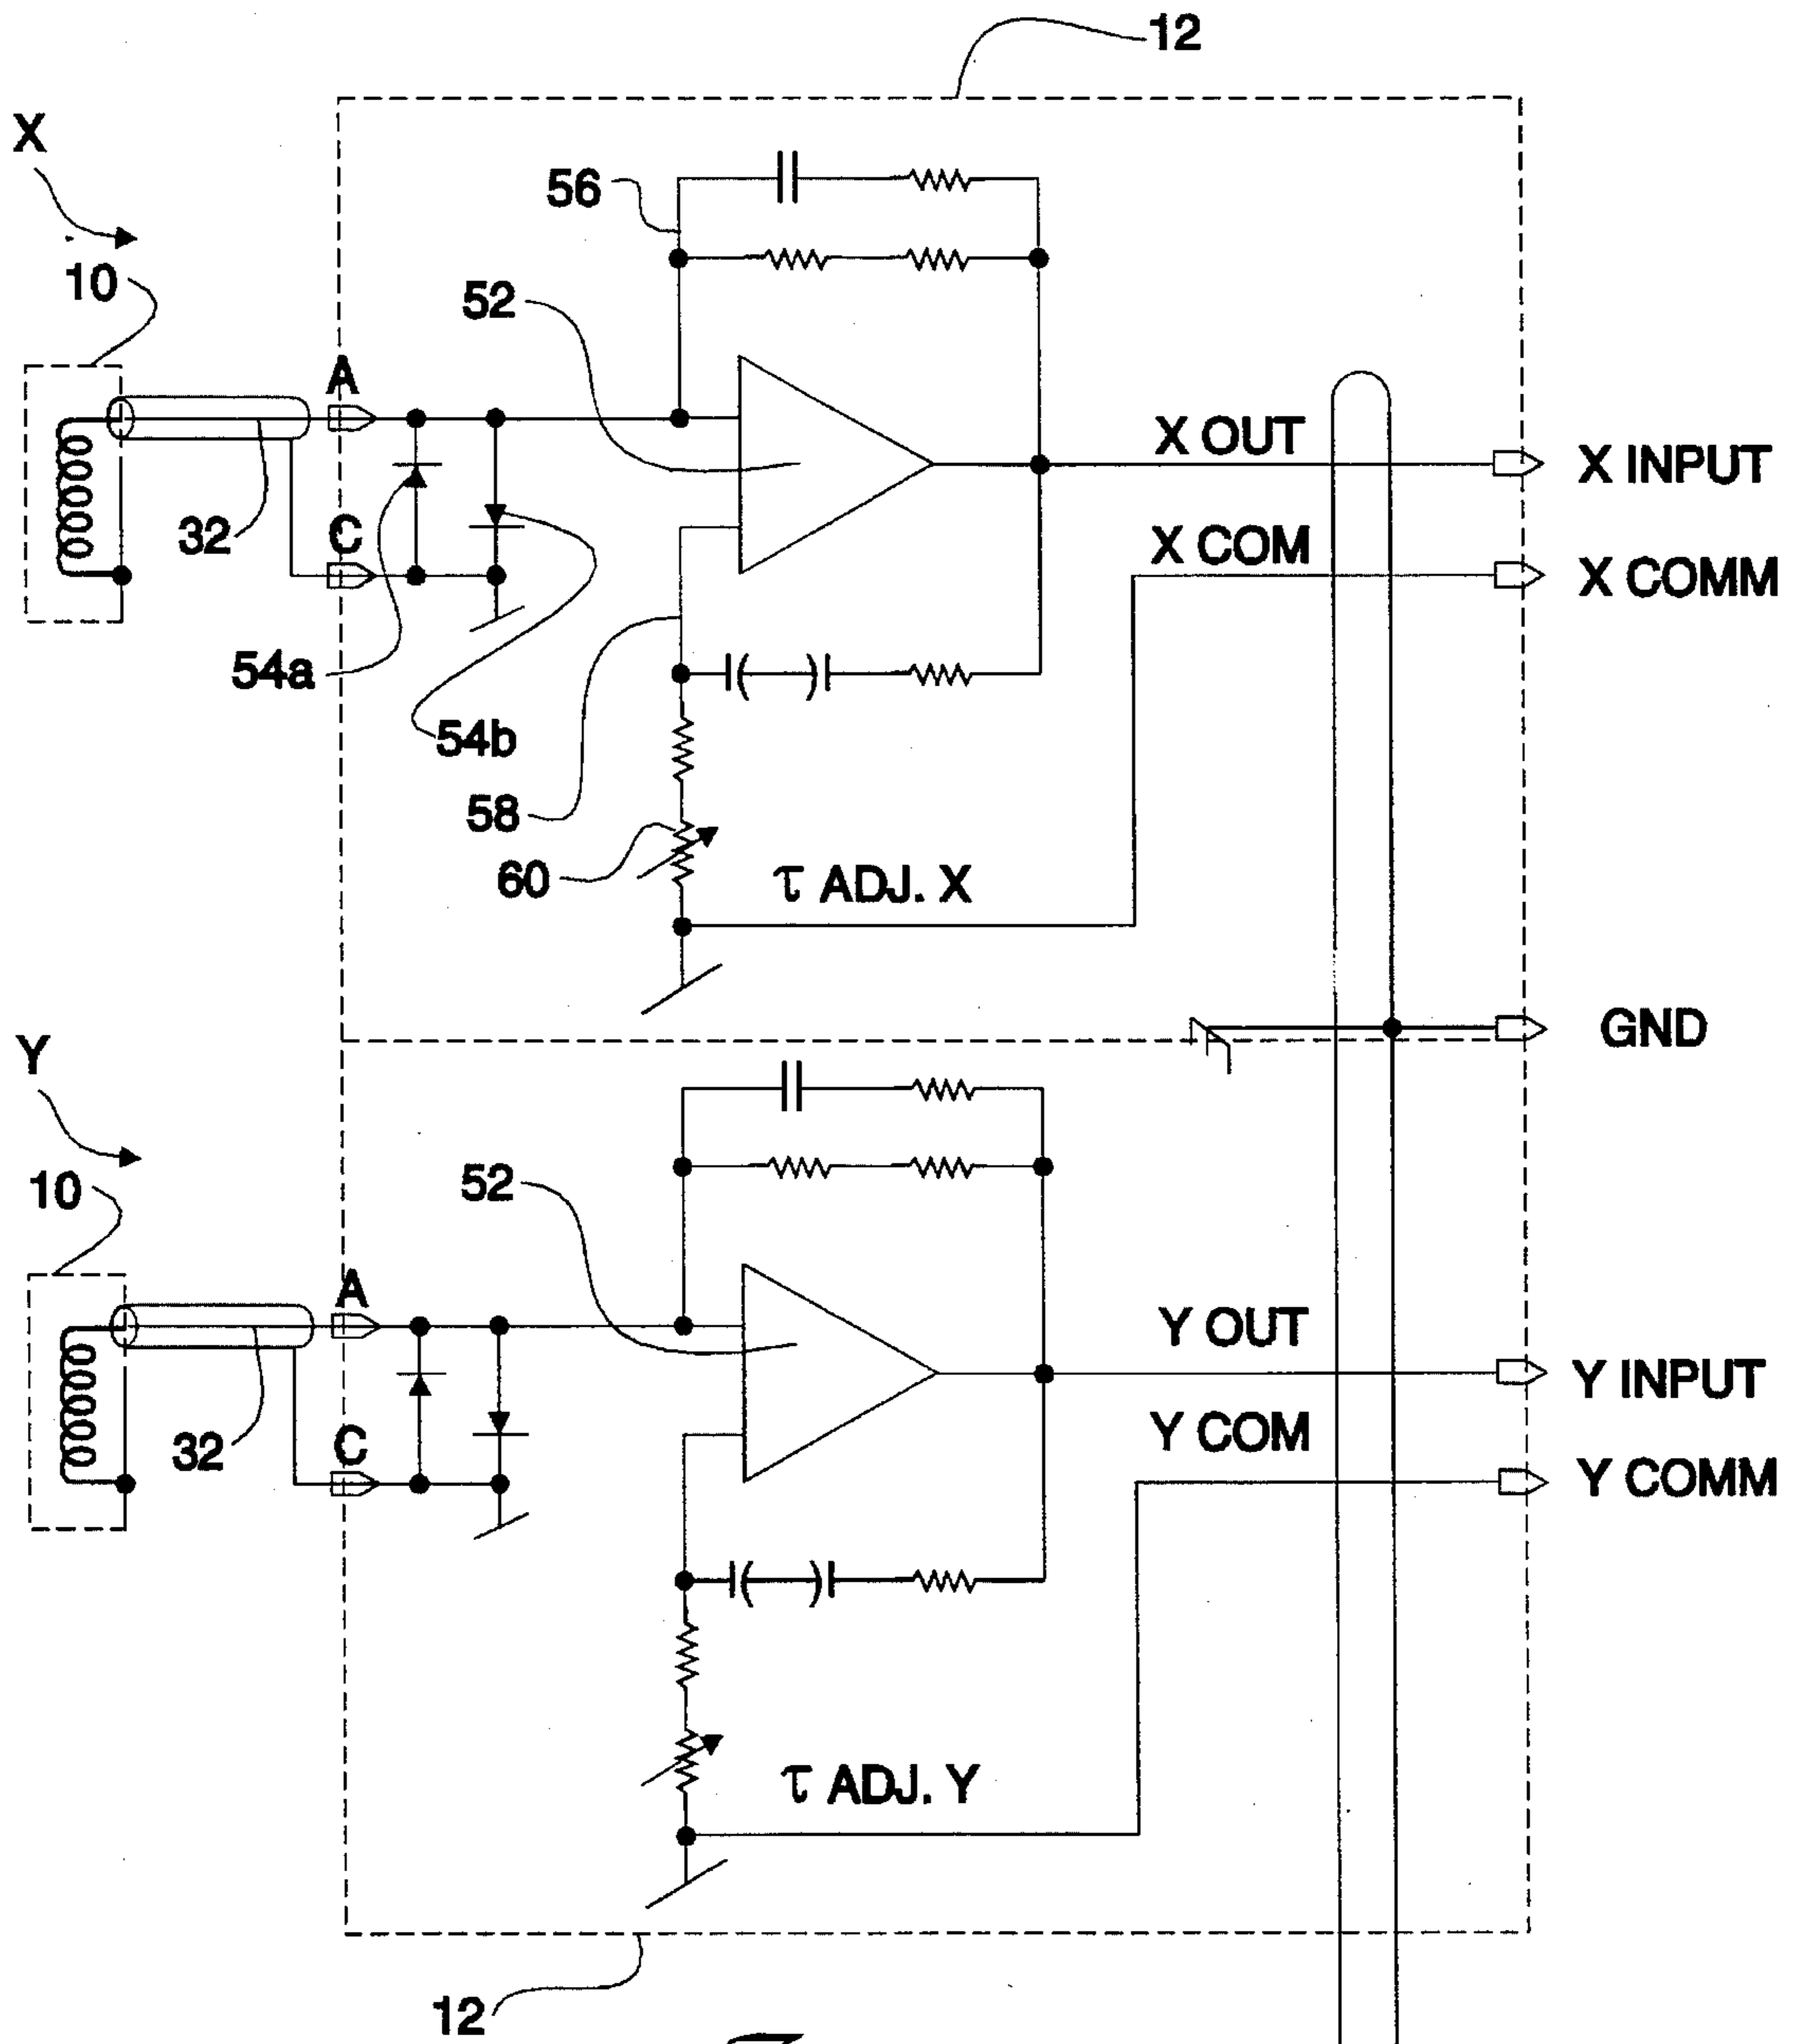 12
X
56
10
52
A
X OUT
X INPUT
32
C
X COM
X COMM
54a
54b
58
60
τ ADJ. X
GND
Y
10
52
A
Y OUT
Y INPUT
32
C
Y COM
Y COMM
τ ADJ. Y
12